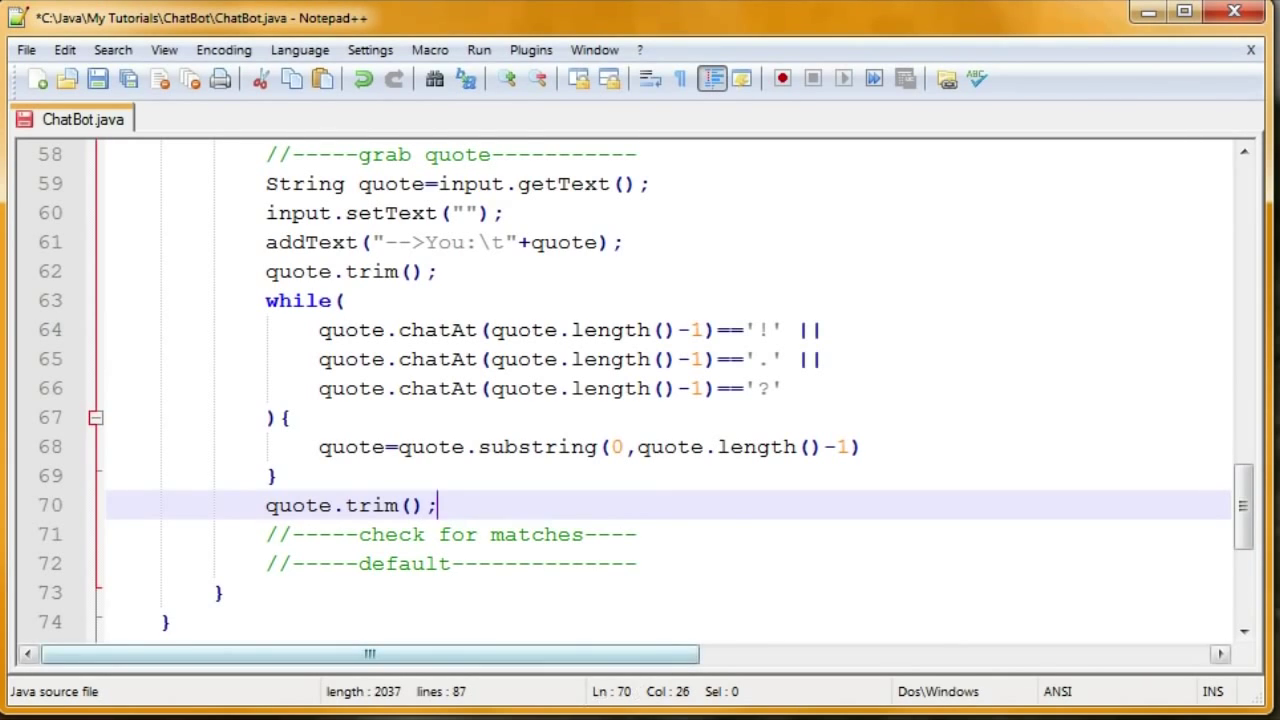 *C:\Java\My Tutorials\ChatBot\ChatBot.java - Notepad++
File Edit Search View Encoding Language Settings Macro Run Plugins Window ? X
ABC
ChatBot.java
58 //-----grab quote-----------
59 String quote=input.getText();
60 input.setText("");
61 addText("-->You:\t"+quote);
62 quote.trim();
63 while(
64 quote.chatAt(quote.length()-1)=='!' ||
65 quote.chatAt(quote.length()-1)=='.' ||
66 quote.chatAt(quote.length()-1)=='?'
67 ){
68 quote=quote.substring(0,quote.length()-1)
69 }
70 quote.trim();
71 //-----check for matches----
72 //-----default--------------
73 }
74 }
Java source file length : 2037 lines : 87 Ln : 70 Col : 26 Sel : 0 Dos\Windows ANSI INS